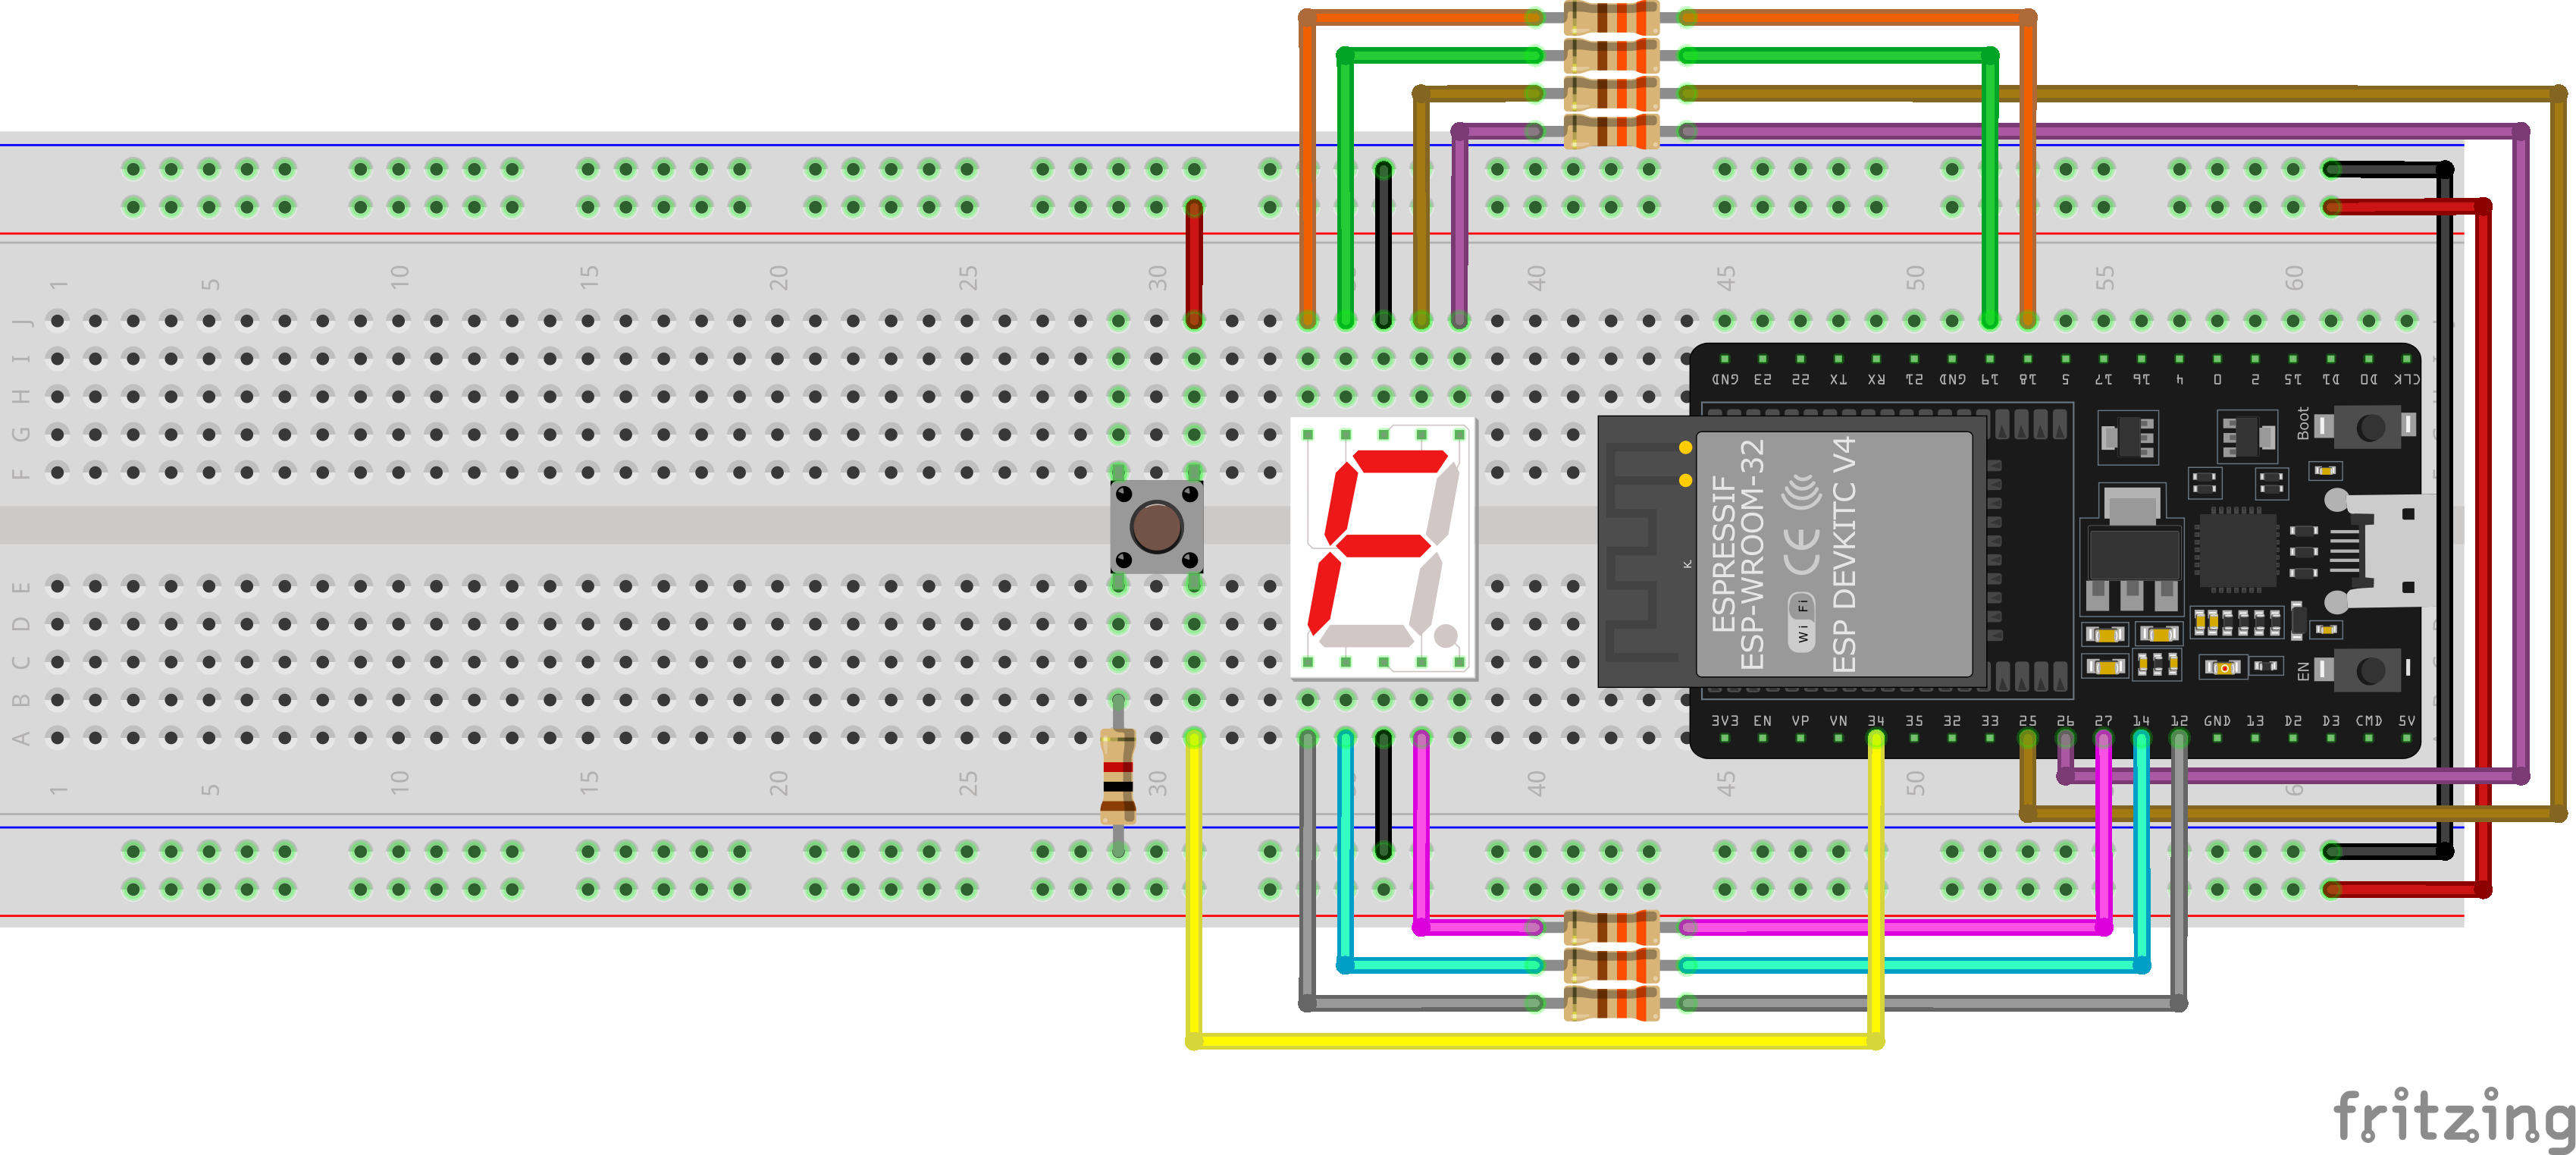 1 5 10 15 20 25 30 40 45 50 55 60
J
I
H
G
F
GND 23 22 TX RX 21 GND 19 18 5 17 16 4 0 2 15 D1 D0 CLK
Boot
ESPRESSIF
ESP-WROOM-32
CE
Wi Fi
ESP DEVKITC V4
K
E
D
C
B
A
EN
3V3 EN VP VN 34 35 32 33 25 26 27 14 12 GND 13 D2 D3 CMD 5V
1 5 10 15 20 25 30 40 45 50 6
fritzing